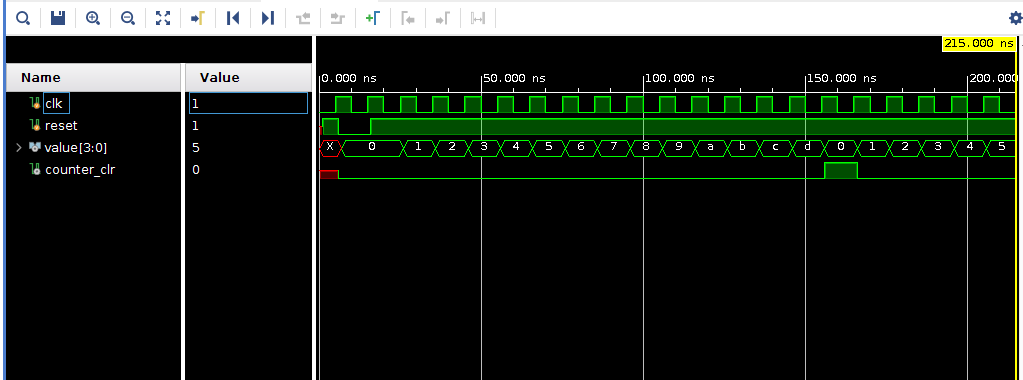 215.000 ns
Name Value
0.000 ns 50.000 ns 100.000 ns 150.000 ns 200.000
clk 1
reset 1
value[3:0] 5 X 0 1 2 3 4 5 6 7 8 9 a b c d 0 1 2 3 4 5
counter_clr 0